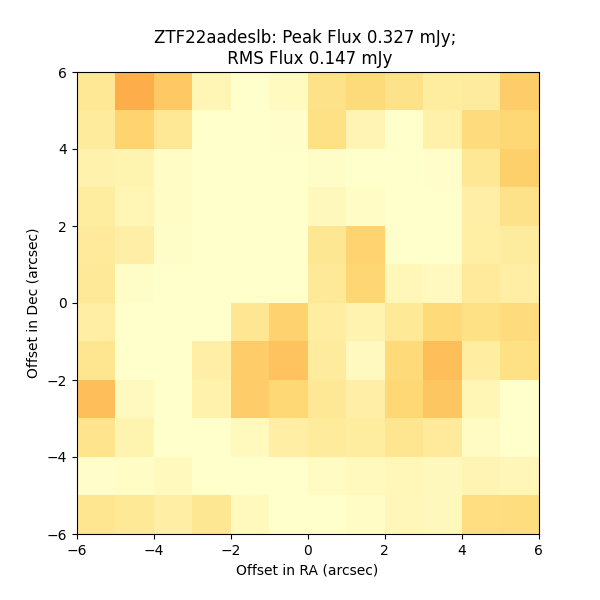 ZTF22aadeslb: Peak Flux 0.327 mJy;
RMS Flux 0.147 mJy
6
4
2
0
−2
−4
−6
Offset in Dec (arcsec)
−6 −4 −2 0 2 4 6
Offset in RA (arcsec)